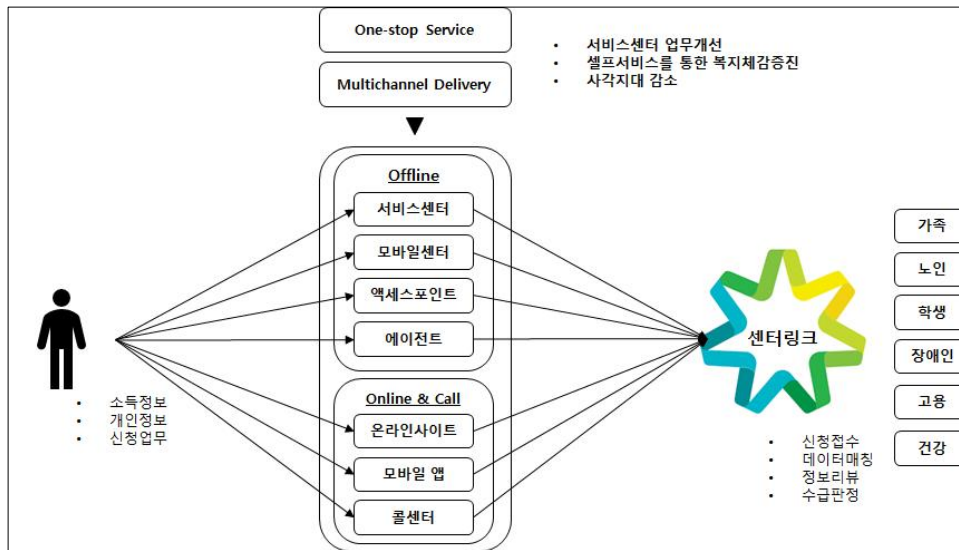 One-stop Service
Multichannel Delivery
• 서비스센터 업무개선
• 셀프서비스를 통한 복지체감증진
• 사각지대 감소
Offline
서비스센터
모바일센터
액세스포인트
에이전트
Online & Call
온라인사이트
모바일 앱
콜센터
• 소득정보
• 개인정보
• 신청업무
센터링크
• 신청접수
• 데이터매칭
• 정보리뷰
• 수급판정
가족
노인
학생
장애인
고용
건강